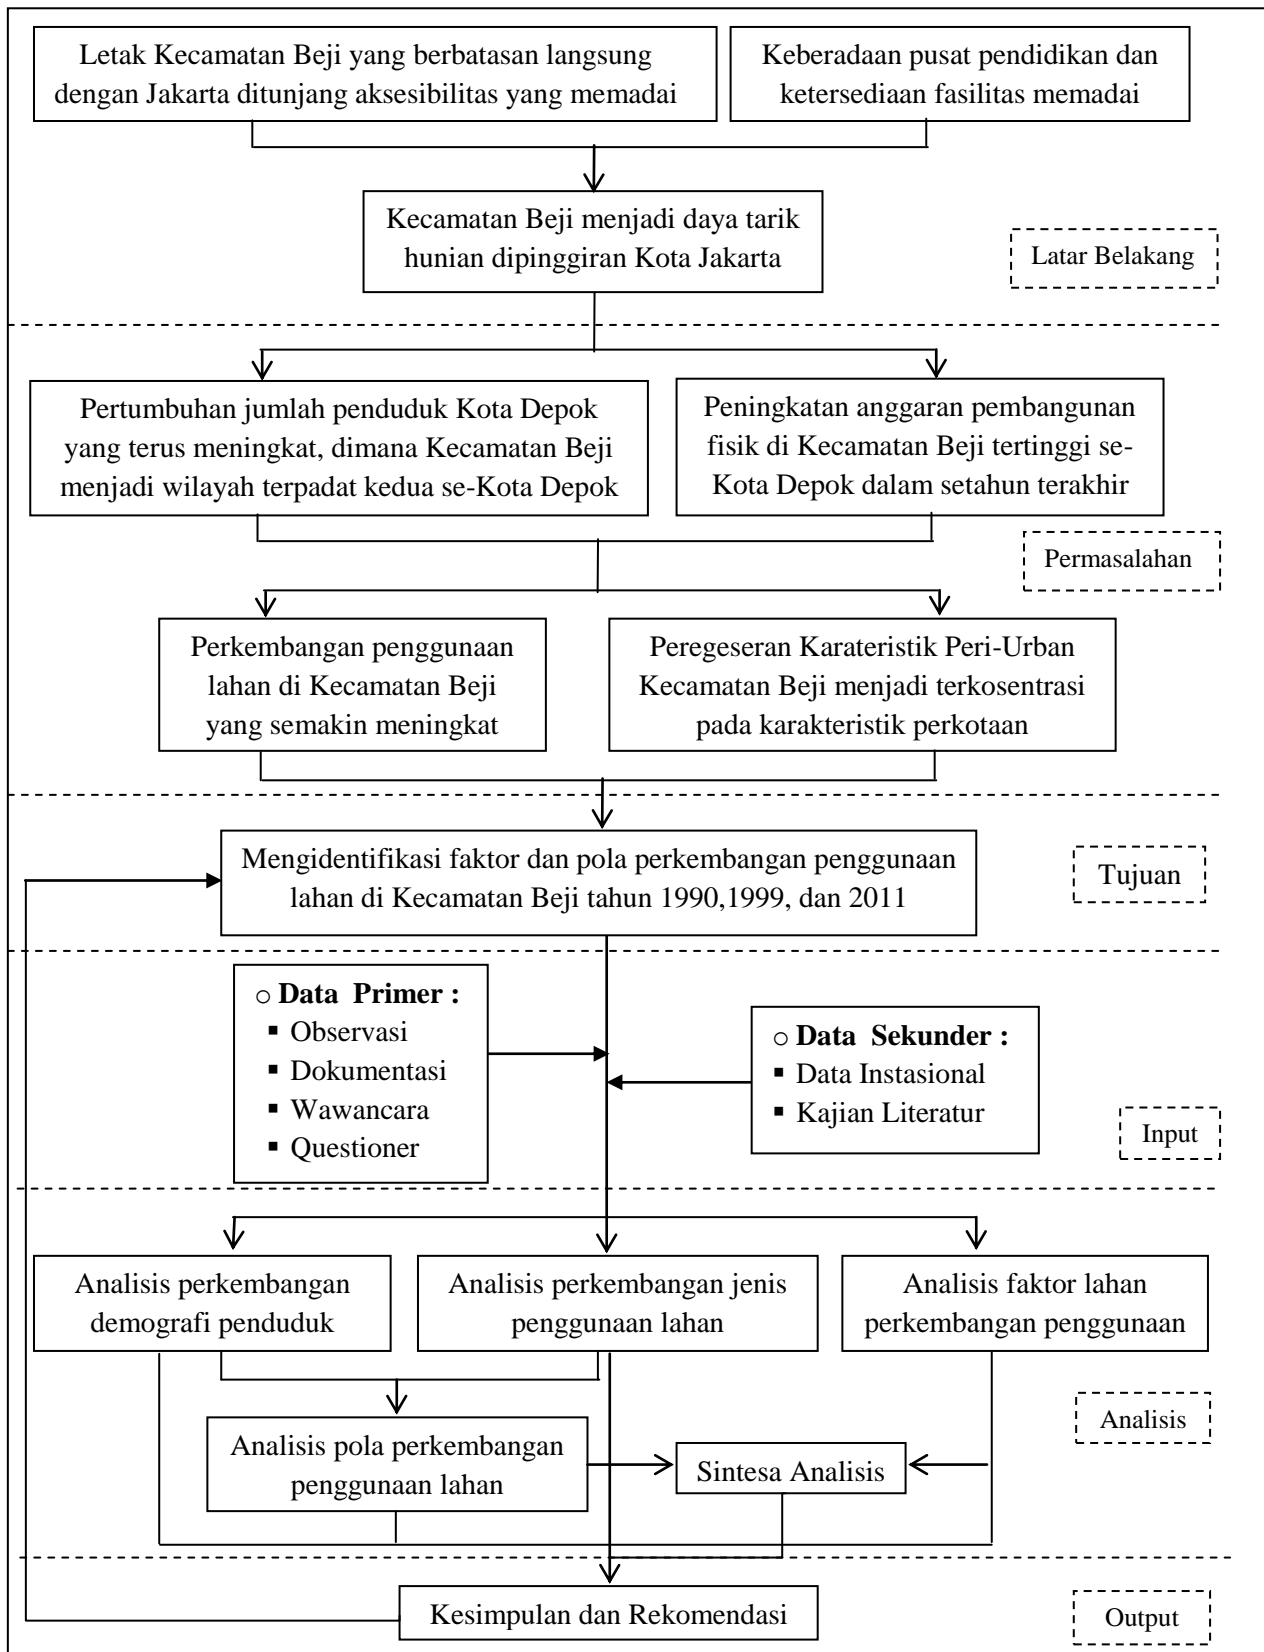 Letak Kecamatan Beji yang berbatasan langsung
dengan Jakarta ditunjang aksesibilitas yang memadai
Keberadaan pusat pendidikan dan
ketersediaan fasilitas memadai
Kecamatan Beji menjadi daya tarik
hunian dipinggiran Kota Jakarta
Latar Belakang
Pertumbuhan jumlah penduduk Kota Depok
yang terus meningkat, dimana Kecamatan Beji
menjadi wilayah terpadat kedua se-Kota Depok
Peningkatan anggaran pembangunan
fisik di Kecamatan Beji tertinggi se-
Kota Depok dalam setahun terakhir
Permasalahan
Perkembangan penggunaan
lahan di Kecamatan Beji
yang semakin meningkat
Peregeseran Karateristik Peri-Urban
Kecamatan Beji menjadi terkosentrasi
pada karakteristik perkotaan
Mengidentifikasi faktor dan pola perkembangan penggunaan
lahan di Kecamatan Beji tahun 1990,1999, dan 2011
Tujuan
○ Data Primer :
▪ Observasi
▪ Dokumentasi
▪ Wawancara
▪ Questioner
○ Data Sekunder :
▪ Data Instasional
▪ Kajian Literatur
Input
Analisis perkembangan
demografi penduduk
Analisis perkembangan jenis
penggunaan lahan
Analisis faktor lahan
perkembangan penggunaan
Analisis pola perkembangan
penggunaan lahan
Sintesa Analisis
Analisis
Kesimpulan dan Rekomendasi
Output